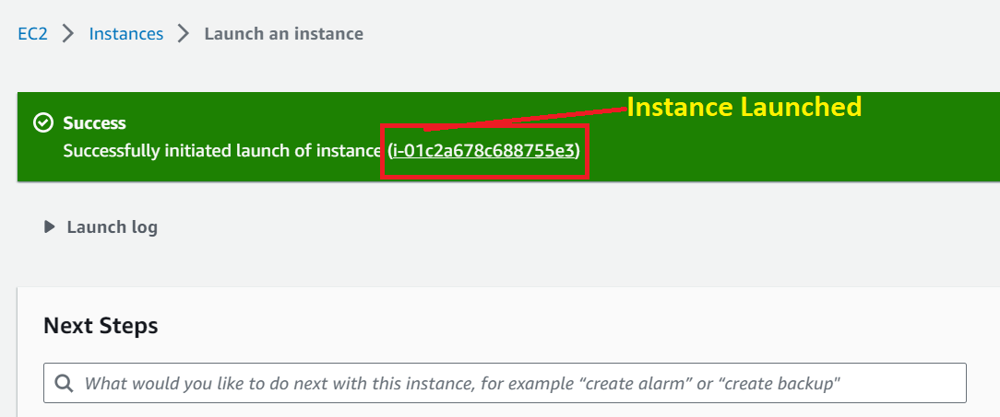 EC2 > Instances > Launch an instance
Instance Launched
Success
Successfully initiated launch of instance (i-01c2a678c688755e3)
Launch log
Next Steps
What would you like to do next with this instance, for example “create alarm” or “create backup"